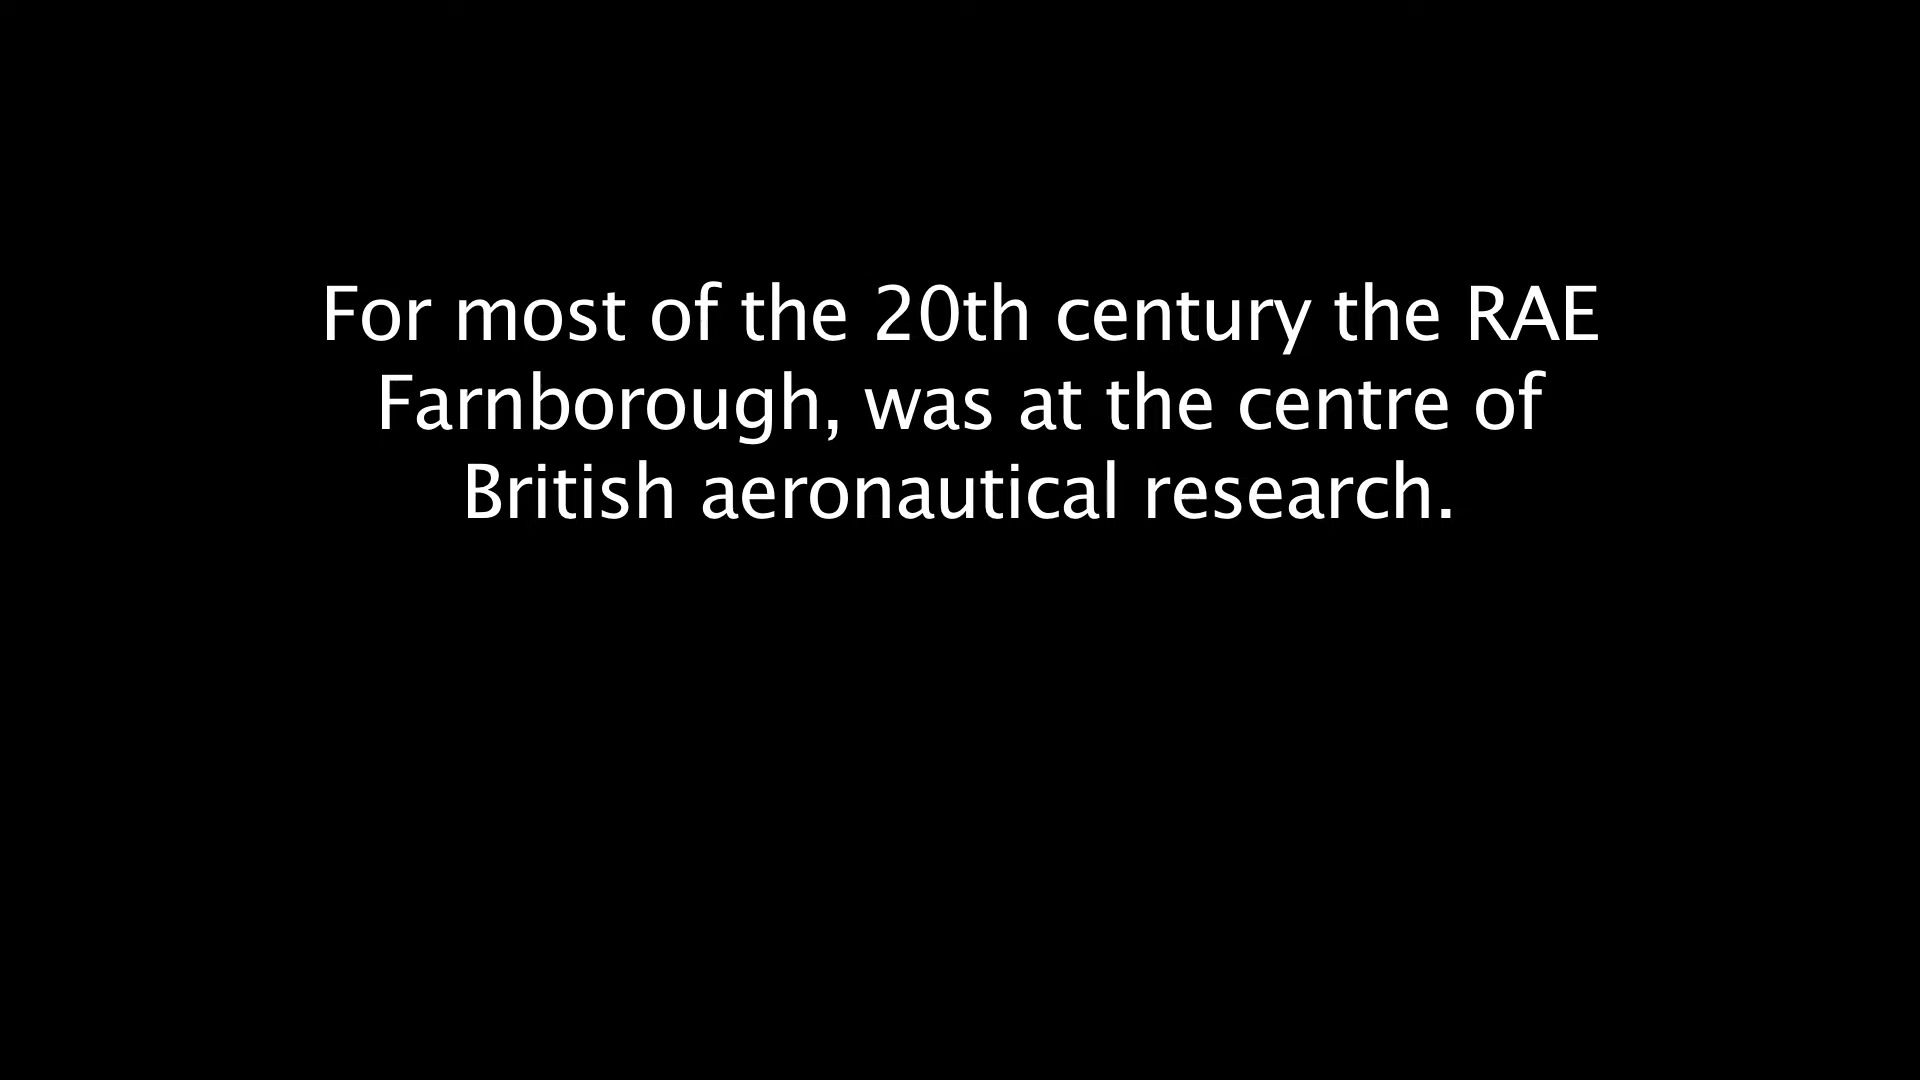 For most of the 20th century the RAE
Farnborough, was at the centre of
British aeronautical research.